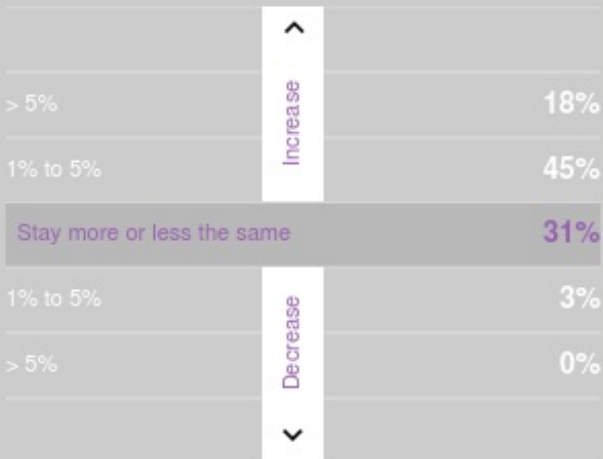 > 5%
Increase
18%
1% to 5%
45%
Stay more or less the same
31%
1% to 5%
Decrease
3%
> 5%
0%